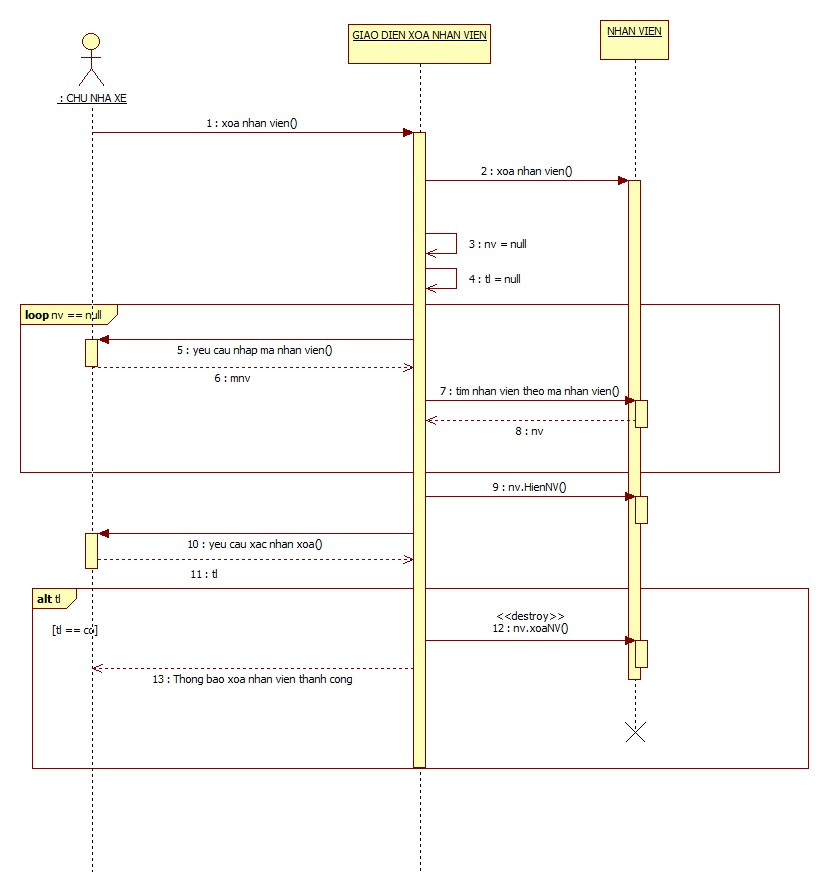 GIAO DIEN XOA NHAN VIEN
NHAN VIEN
: CHU NHA XE
1 : xoa nhan vien()
2 : xoa nhan vien()
3 : nv = null
4 : tl = null
loop nv == null
5 : yeu cau nhap ma nhan vien()
6 : mnv
7 : tim nhan vien theo ma nhan vien()
8 : nv
9 : nv.HienNV()
10 : yeu cau xac nhan xoa()
11 : tl
alt tl
[tl == co]
<<destroy>>
12 : nv.xoaNV()
13 : Thong bao xoa nhan vien thanh cong